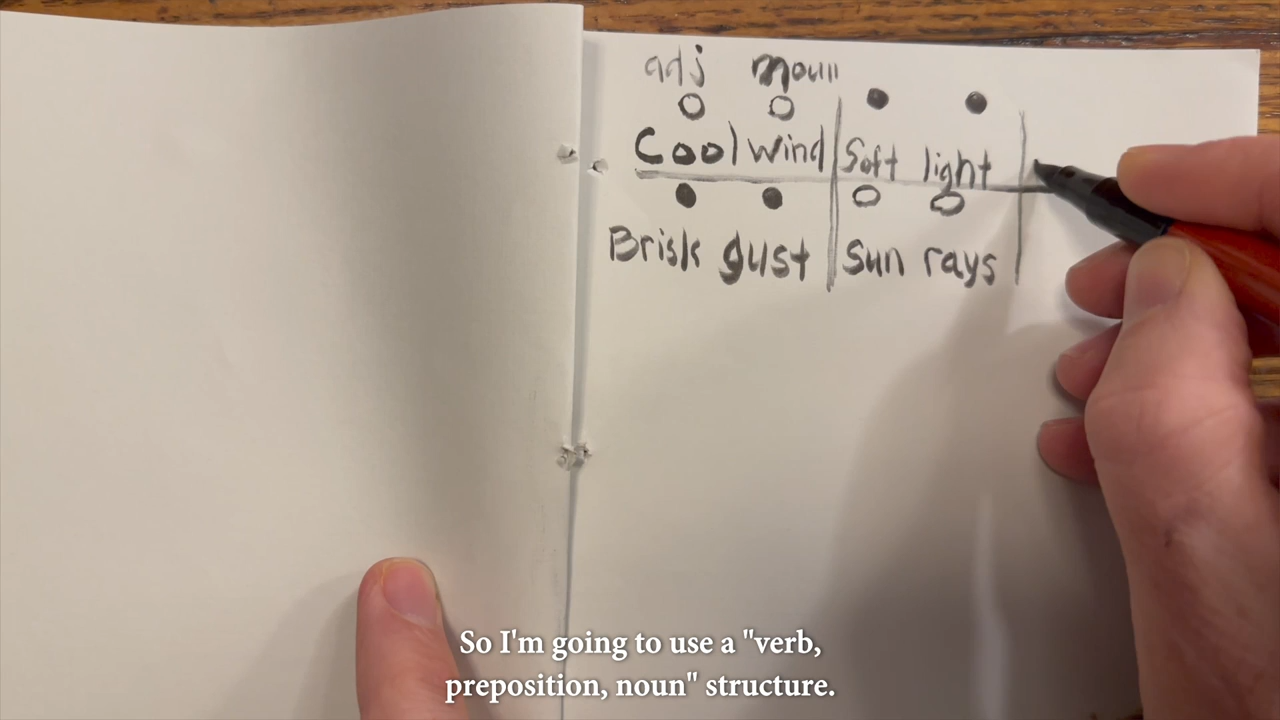 adj noun
Cool wind Soft light
Brisk gust Sun rays
So I'm going to use a "verb,
preposition, noun" structure.